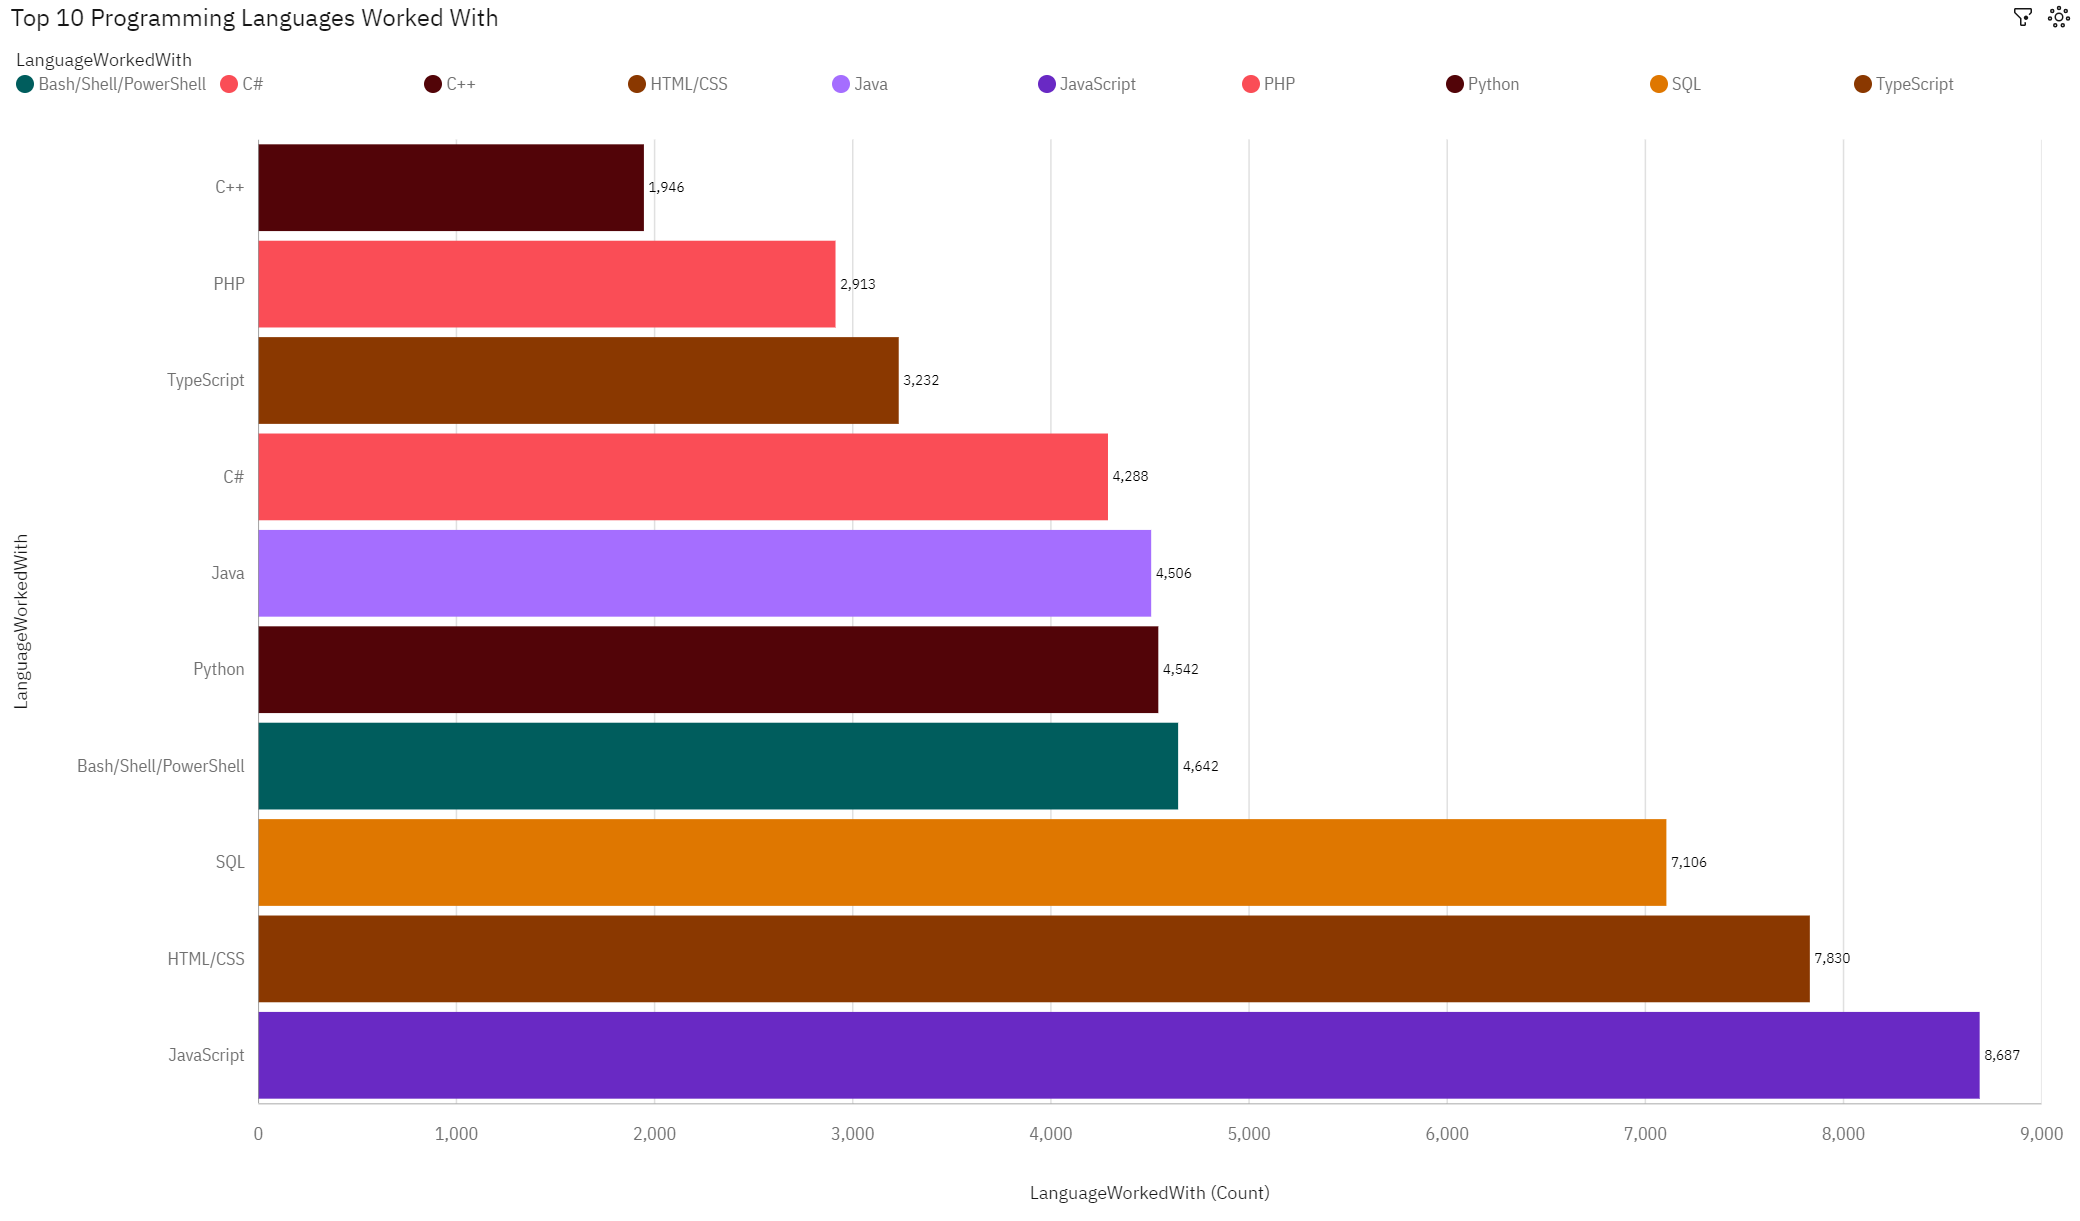 Top 10 Programming Languages Worked With
LanguageWorkedWith
Bash/Shell/PowerShell C# C++ HTML/CSS Java JavaScript PHP Python SQL TypeScript
C++ 1,946
PHP 2,913
TypeScript 3,232
C# 4,288
Java 4,506
Python 4,542
Bash/Shell/PowerShell 4,642
SQL 7,106
HTML/CSS 7,830
JavaScript 8,687
LanguageWorkedWith
0 1,000 2,000 3,000 4,000 5,000 6,000 7,000 8,000 9,000
LanguageWorkedWith (Count)